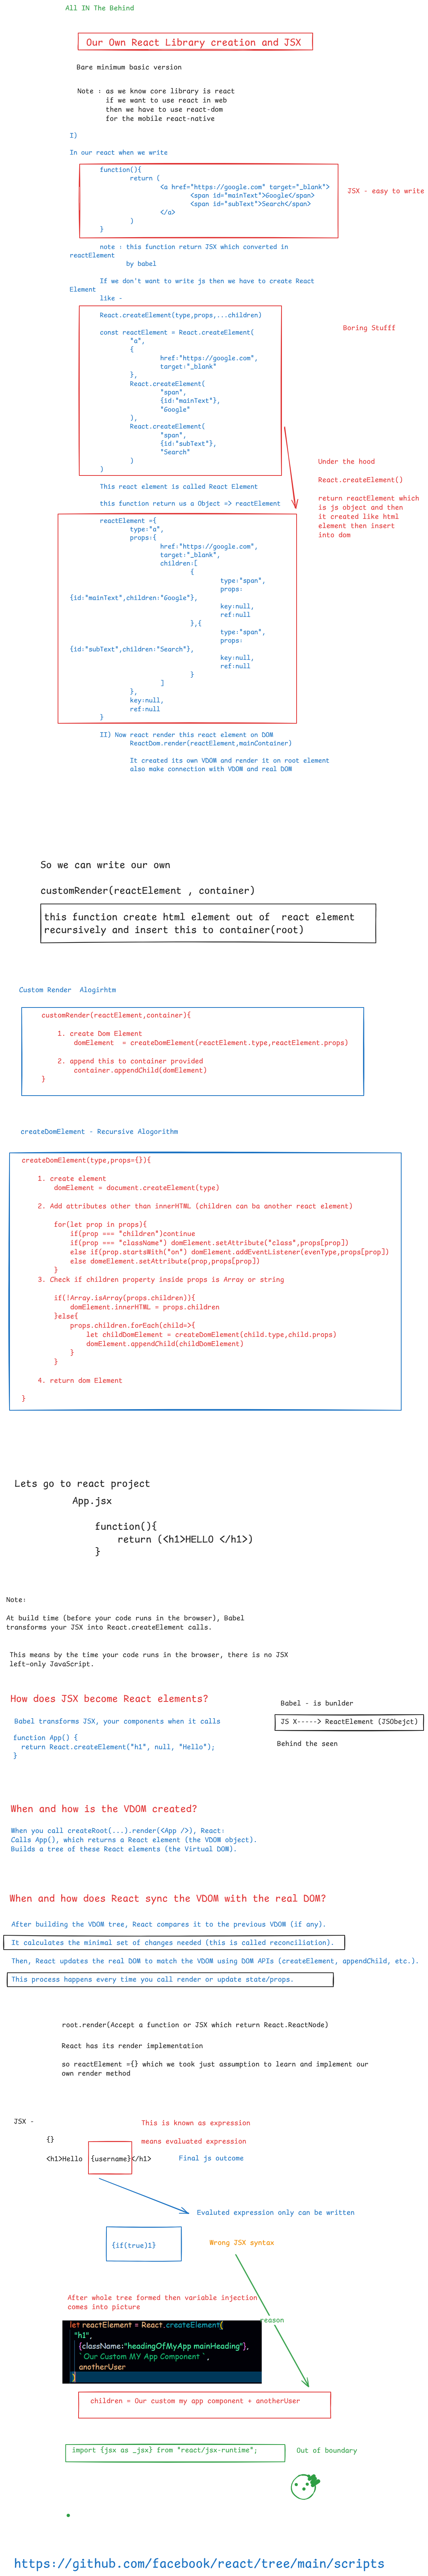 All IN The Behind
Our Own React Library creation and JSX
Bare minimum basic version
Note : as we know core library is react
if we want to use react in web
then we have to use react-dom
for the mobile react-native
I)
In our react when we write
function(){
return (
<a href="https://google.com" target="_blank">
<span id="mainText">Google</span>
<span id="subText">Search</span>
</a>
)
}
JSX - easy to write
note : this function return JSX which converted in
reactElement
by babel
If we don't want to write js then we have to create React
Element
like -
React.createElement(type,props,...children)
const reactElement = React.createElement(
"a",
{
href:"https://google.com",
target:"_blank"
},
React.createElement(
"span",
{id:"mainText"},
"Google"
),
React.createElement(
"span",
{id:"subText"},
"Search"
)
)
Boring Stufff
This react element is called React Element
this function return us a Object => reactElement
Under the hood
React.createElement()
return reactElement which
is js object and then
it created like html
element then insert
into dom
reactElement ={
type:"a",
props:{
href:"https://google.com",
target:"_blank",
children:[
{
type:"span",
props:
{id:"mainText",children:"Google"},
key:null,
ref:null
},{
type:"span",
props:
{id:"subText",children:"Search"},
key:null,
ref:null
}
]
},
key:null,
ref:null
}
II) Now react render this react element on DOM
ReactDom.render(reactElement,mainContainer)
It created its own VDOM and render it on root element
also make connection with VDOM and real DOM
So we can write our own
customRender(reactElement , container)
this function create html element out of  react element
recursively and insert this to container(root)
Custom Render  Alogirhtm
customRender(reactElement,container){
1. create Dom Element
domElement  = createDomElement(reactElement.type,reactElement.props)
2. append this to container provided
container.appendChild(domElement)
}
createDomElement - Recursive Alogorithm
createDomElement(type,props={}){
1. create element
domElement = document.createElement(type)
2. Add attributes other than innerHTML (children can ba another react element)
for(let prop in props){
if(prop === "children")continue
if(prop === "className") domElement.setAttribute("class",props[prop])
else if(prop.startsWith("on") domElement.addEventListener(evenType,props[prop])
else domeElement.setAttribute(prop,props[prop])
}
3. Check if children property inside props is Array or string
if(!Array.isArray(props.children)){
domElement.innerHTML = props.children
}else{
props.children.forEach(child=>{
let childDomElement = createDomElement(child.type,child.props)
domElement.appendChild(childDomElement)
}
}
4. return dom Element
}
Lets go to react project
App.jsx
function(){
return (<h1>HELLO </h1>)
}
Note:
At build time (before your code runs in the browser), Babel
transforms your JSX into React.createElement calls.
This means by the time your code runs in the browser, there is no JSX
left—only JavaScript.
How does JSX become React elements?
Babel transforms JSX, your components when it calls
function App() {
return React.createElement("h1", null, "Hello");
}
Babel - is bunlder
JS X-----> ReactElement (JSObejct)
Behind the seen
When and how is the VDOM created?
When you call createRoot(...).render(<App />), React:
Calls App(), which returns a React element (the VDOM object).
Builds a tree of these React elements (the Virtual DOM).
When and how does React sync the VDOM with the real DOM?
After building the VDOM tree, React compares it to the previous VDOM (if any).
It calculates the minimal set of changes needed (this is called reconciliation).
Then, React updates the real DOM to match the VDOM using DOM APIs (createElement, appendChild, etc.).
This process happens every time you call render or update state/props.
root.render(Accept a function or JSX which return React.ReactNode)
React has its render implementation
so reactElement ={} which we took just assumption to learn and implement our
own render method
JSX -
This is known as expression
{}
means evaluated expression
<h1>Hello  {username}</h1>
Final js outcome
Evaluted expression only can be written
{if(true)1}
Wrong JSX syntax
After whole tree formed then variable injection
comes into picture
reason
let reactElement = React.createElement(
"h1",
{className:"headingOfMyApp mainHeading"},
`Our Custom MY App Component `,
anotherUser
)
children = Our custom my app component + anotherUser
import {jsx as _jsx} from "react/jsx-runtime";
Out of boundary
https://github.com/facebook/react/tree/main/scripts